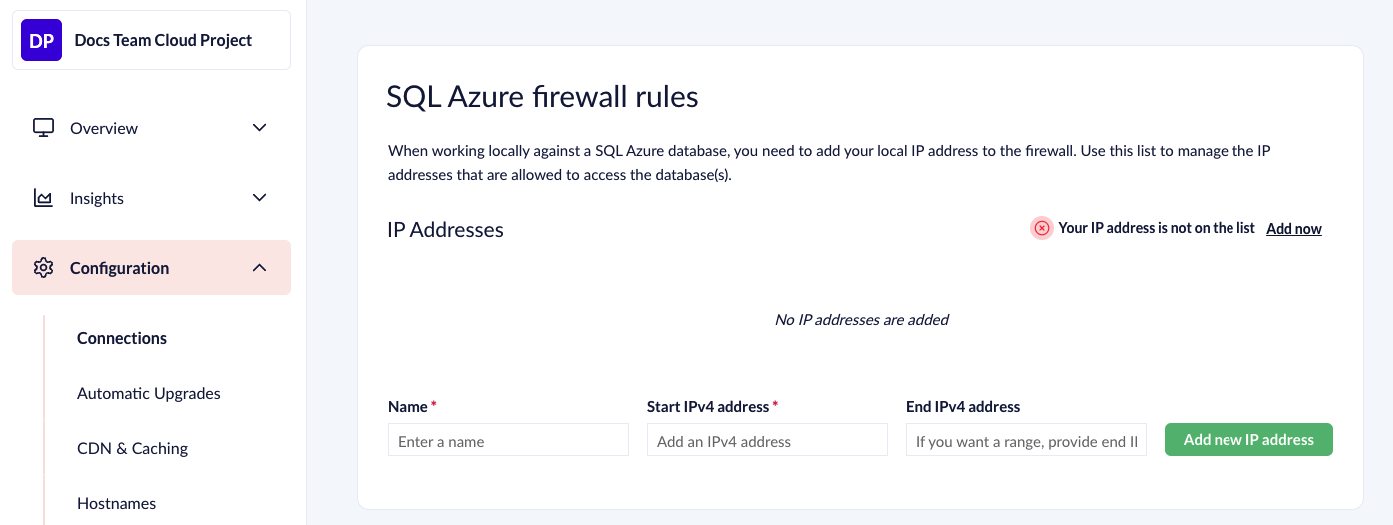 DP
Docs Team Cloud Project
Overview
Insights
Configuration
Connections
Automatic Upgrades
CDN & Caching
Hostnames
SQL Azure firewall rules
When working locally against a SQL Azure database, you need to add your local IP address to the firewall. Use this list to manage the IP
addresses that are allowed to access the database(s).
IP Addresses
Your IP address is not on the list Add now
No IP addresses are added
Name * Start IPv4 address * End IPv4 address
Enter a name Add an IPv4 address If you want a range, provide end II Add new IP address